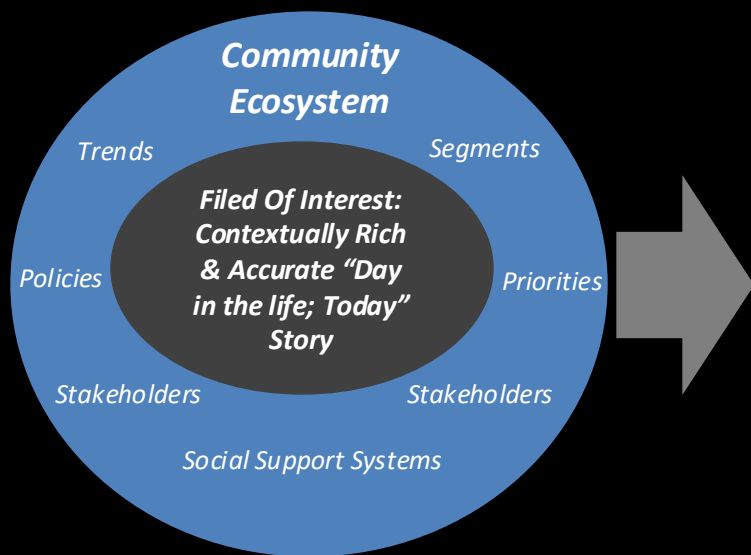 Community
Ecosystem
Trends
Segments
Filed Of Interest:
Contextually Rich
& Accurate “Day
in the life; Today”
Story
Policies
Priorities
Stakeholders
Stakeholders
Social Support Systems